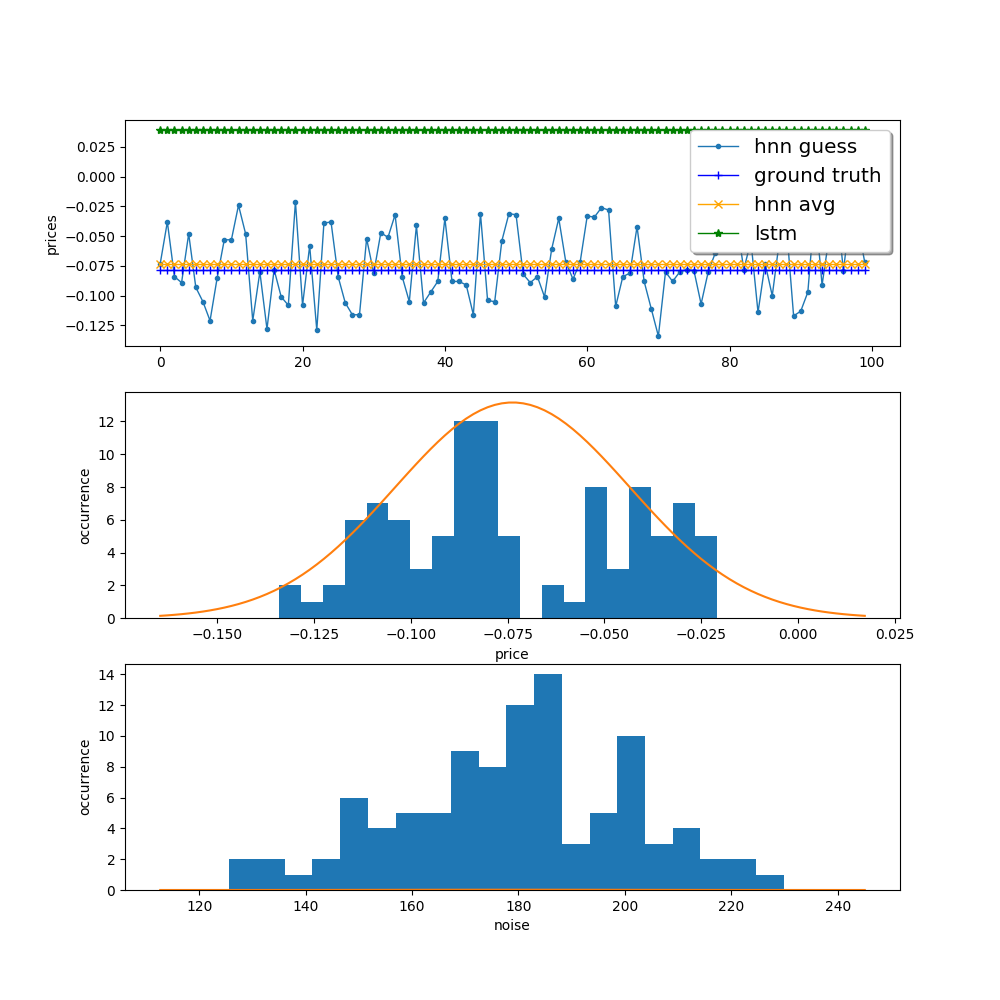 0.025
0.000
−0.025
−0.050
−0.075
−0.100
−0.125
prices
hnn guess
ground truth
hnn avg
lstm
0 20 40 60 80 100
12
10
8
6
4
2
0
occurrence
−0.150 −0.125 −0.100 −0.075 −0.050 −0.025 0.000 0.025
price
14
12
10
8
6
4
2
0
occurrence
120 140 160 180 200 220 240
noise